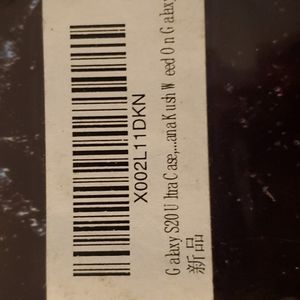 X002L11DKN
Galaxy S20 Ultra Case,...ana Kush Weed On Galaxy
新品